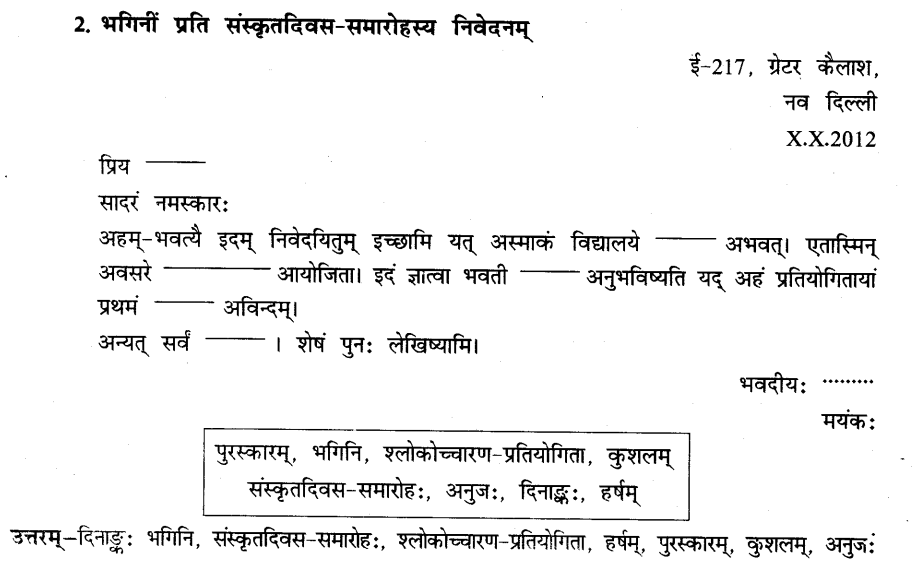 2. भगिनीं प्रति संस्कृतदिवस-समारोहस्य निवेदनम्
ई-217, ग्रेटर कैलाश,
नव दिल्ली
X.X.2012
प्रिय ———
सादरं नमस्कारः
अहम्-भवत्यै इदम् निवेदयितुम् इच्छामि यत् अस्माकं विद्यालये ——— अभवत्। एतास्मिन्
अवसरे ————— आयोजिता। इदं ज्ञात्वा भवती ——— अनुभविष्यति यद् अहं प्रतियोगितायां
प्रथमं ——— अविन्दम्।
अन्यत् सर्वं ——— । शेषं पुनः लेखिष्यामि।
भवदीयः ·········
मयंकः
पुरस्कारम्, भगिनि, श्लोकोच्चारण-प्रतियोगिता, कुशलम्
संस्कृतदिवस-समारोहः, अनुजः, दिनाङ्कः, हर्षम्
उत्तरम्–दिनाङ्कः भगिनि, संस्कृतदिवस-समारोहः, श्लोकोच्चारण-प्रतियोगिता, हर्षम्, पुरस्कारम्, कुशलम्, अनुजः